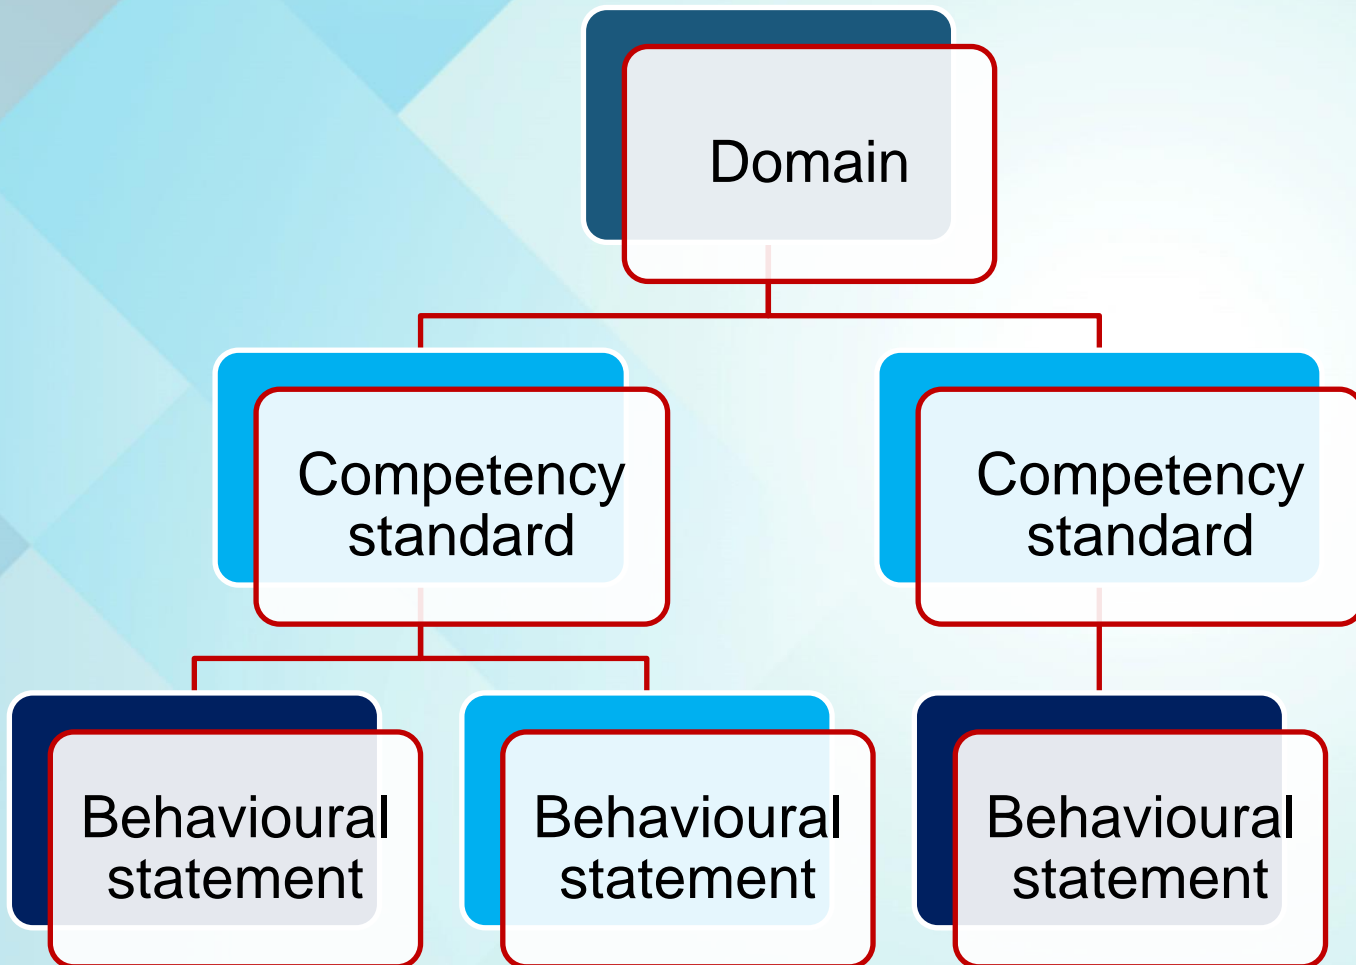 Domain
Competency
standard
Competency
standard
Behavioural
statement
Behavioural
statement
Behavioural
statement